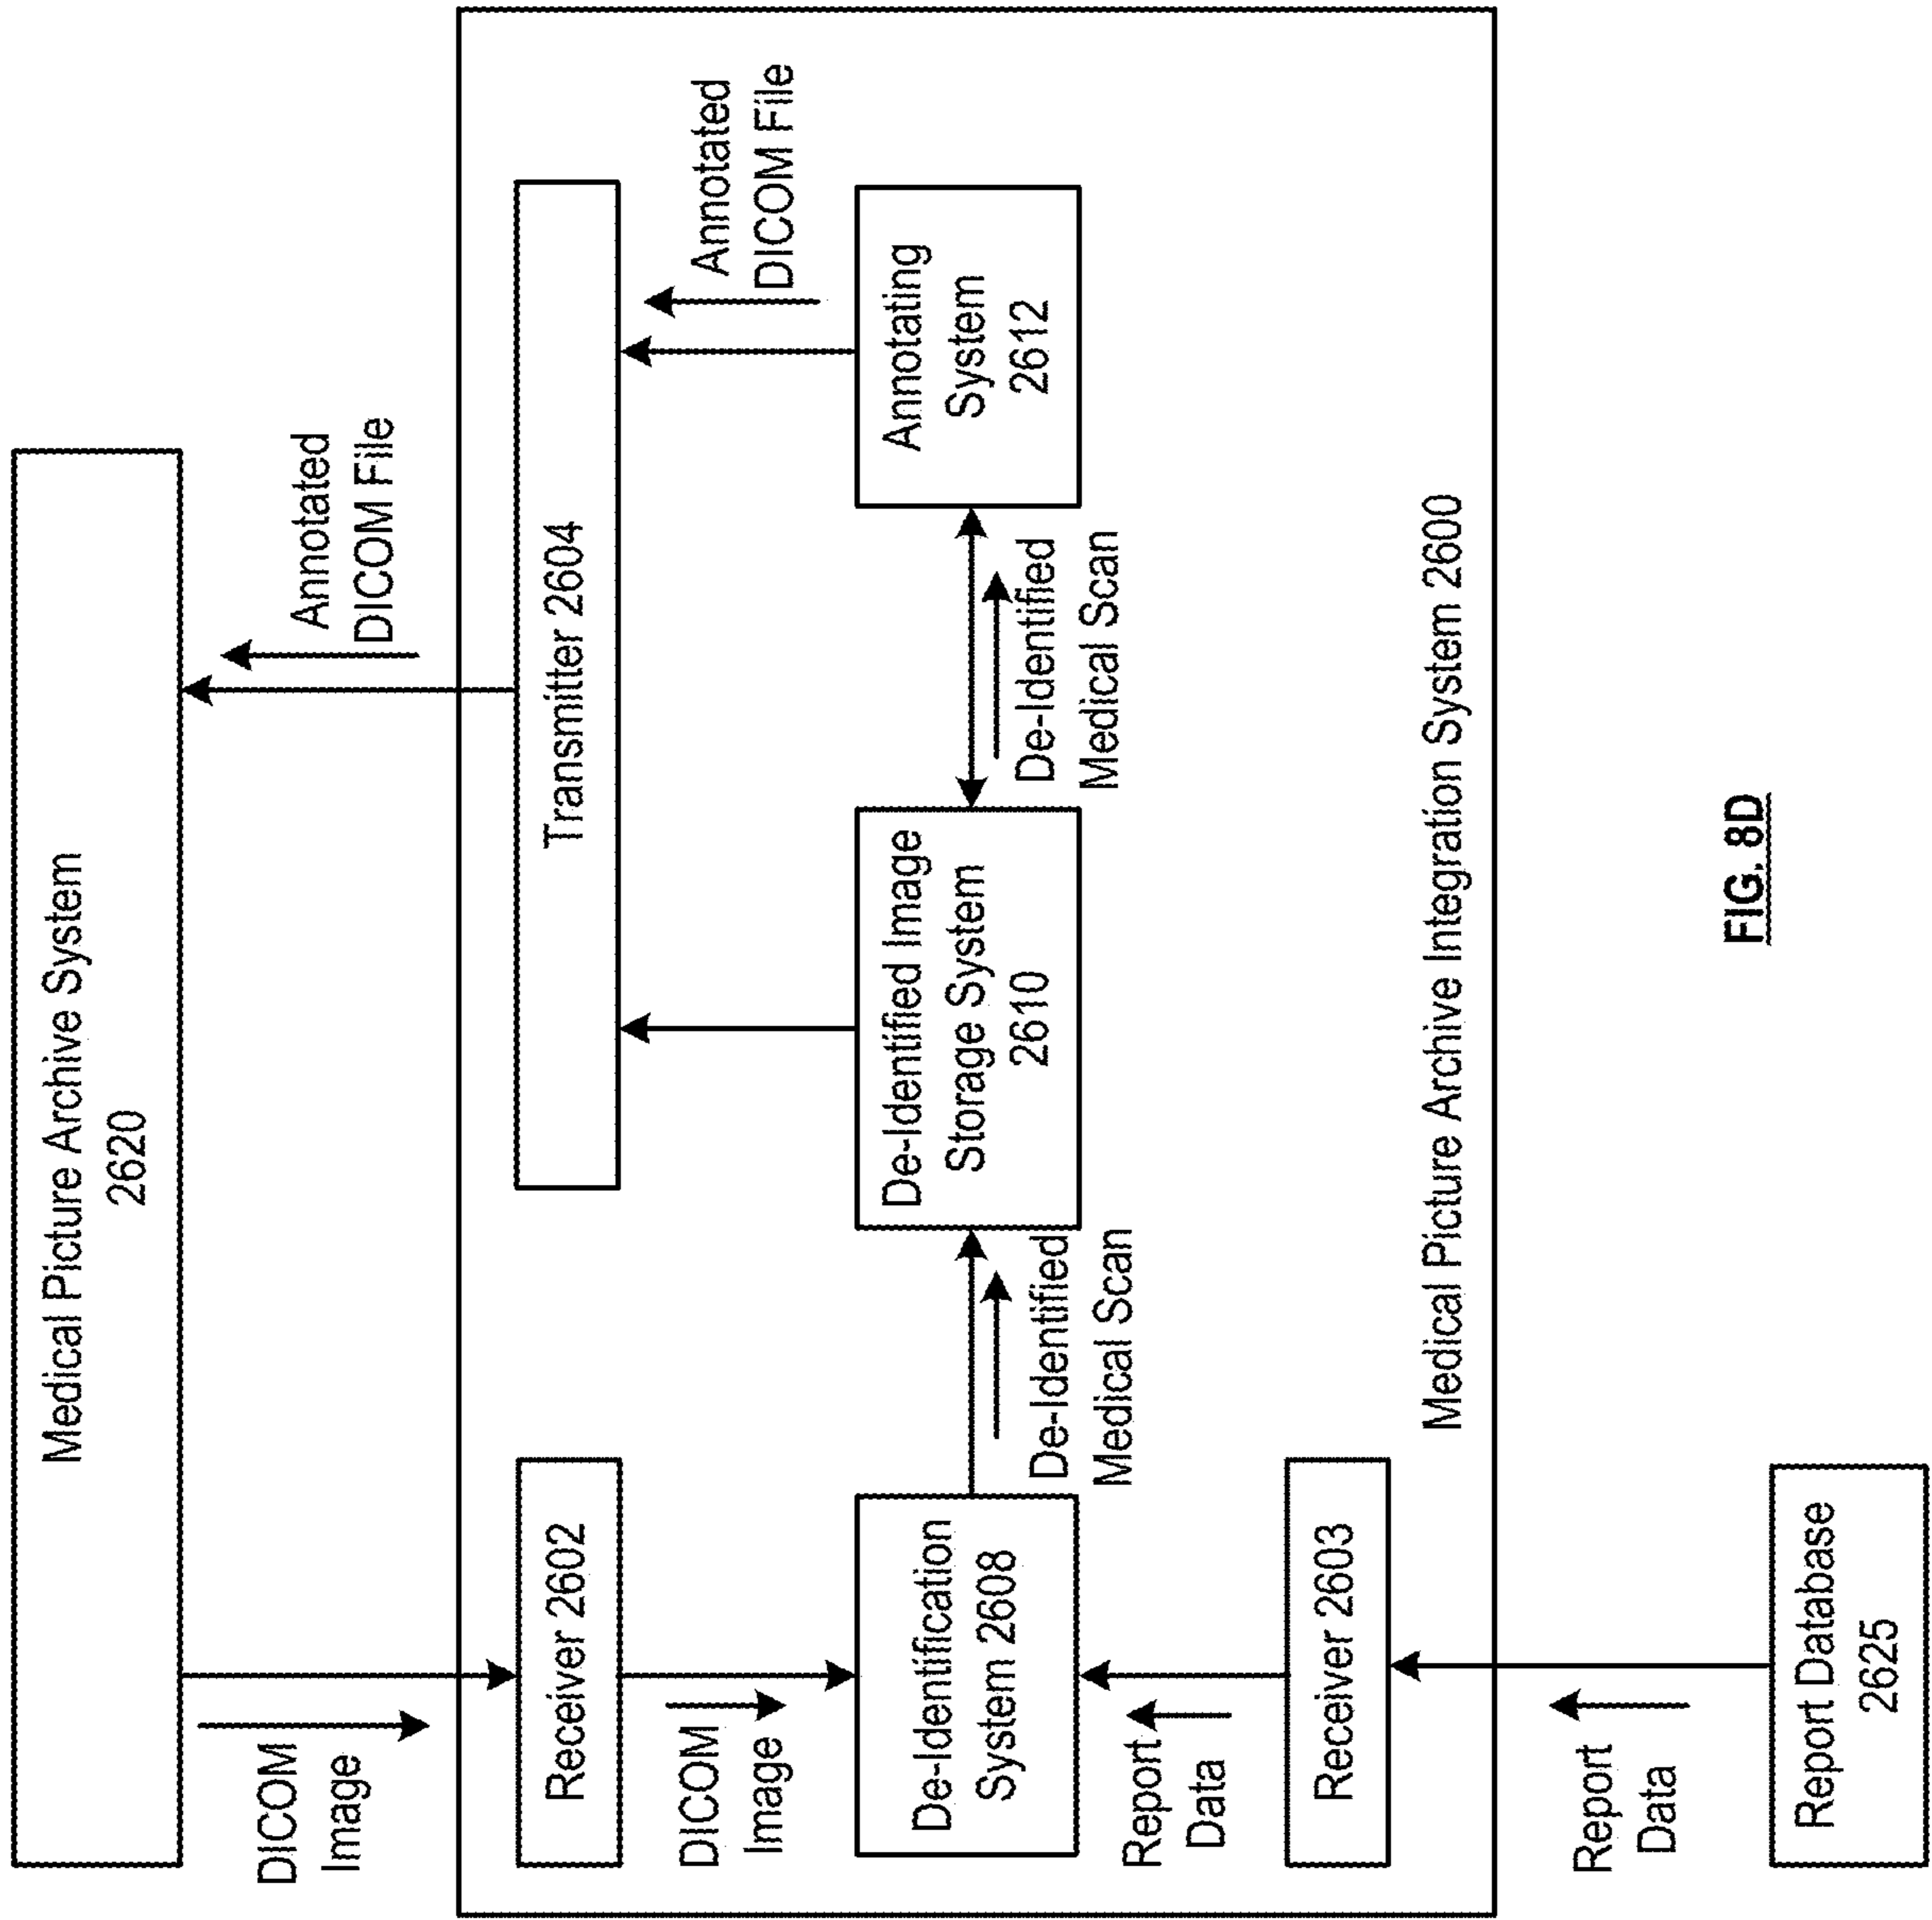 Medical Picture Archive System
2620
DICOM
Image
Annotated
DICOM File
Receiver 2602
Transmitter 2604
DICOM
Image
Annotated
DICOM File
De-Identification
System 2608
De-Identified
Medical Scan
De-Identified Image
Storage System
2610
De-Identified
Medical Scan
Annotating
System
2612
Report
Data
Receiver 2603
Medical Picture Archive Integration System 2600
Report
Data
Report Database
2625
FIG. 8D